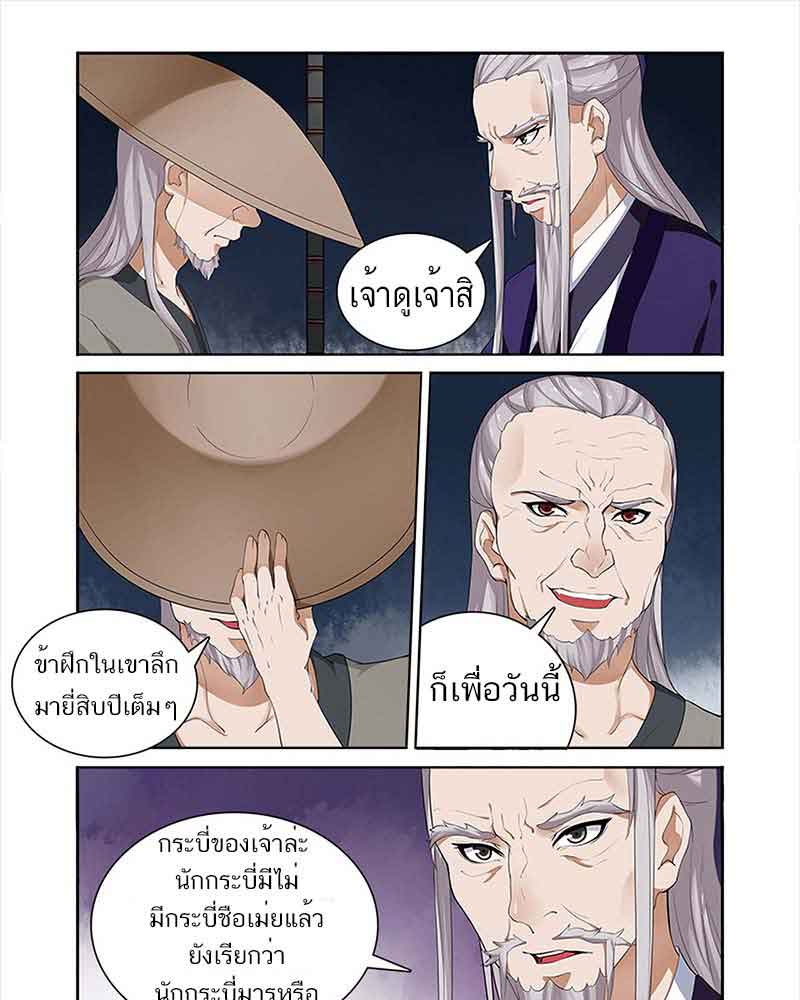 เจ้าดูเจ้าสิ
ข้าฝึกในเขาลึก
มายี่สิบปีเต็มๆ
ก็เพื่อวันนี้
กระบี่ของเจ้าล่ะ
นักกระบี่มีไม่
มีกระบี่ชือเม่ยแล้ว
ยังเรียกว่า
นักกระบี่มารหรือ